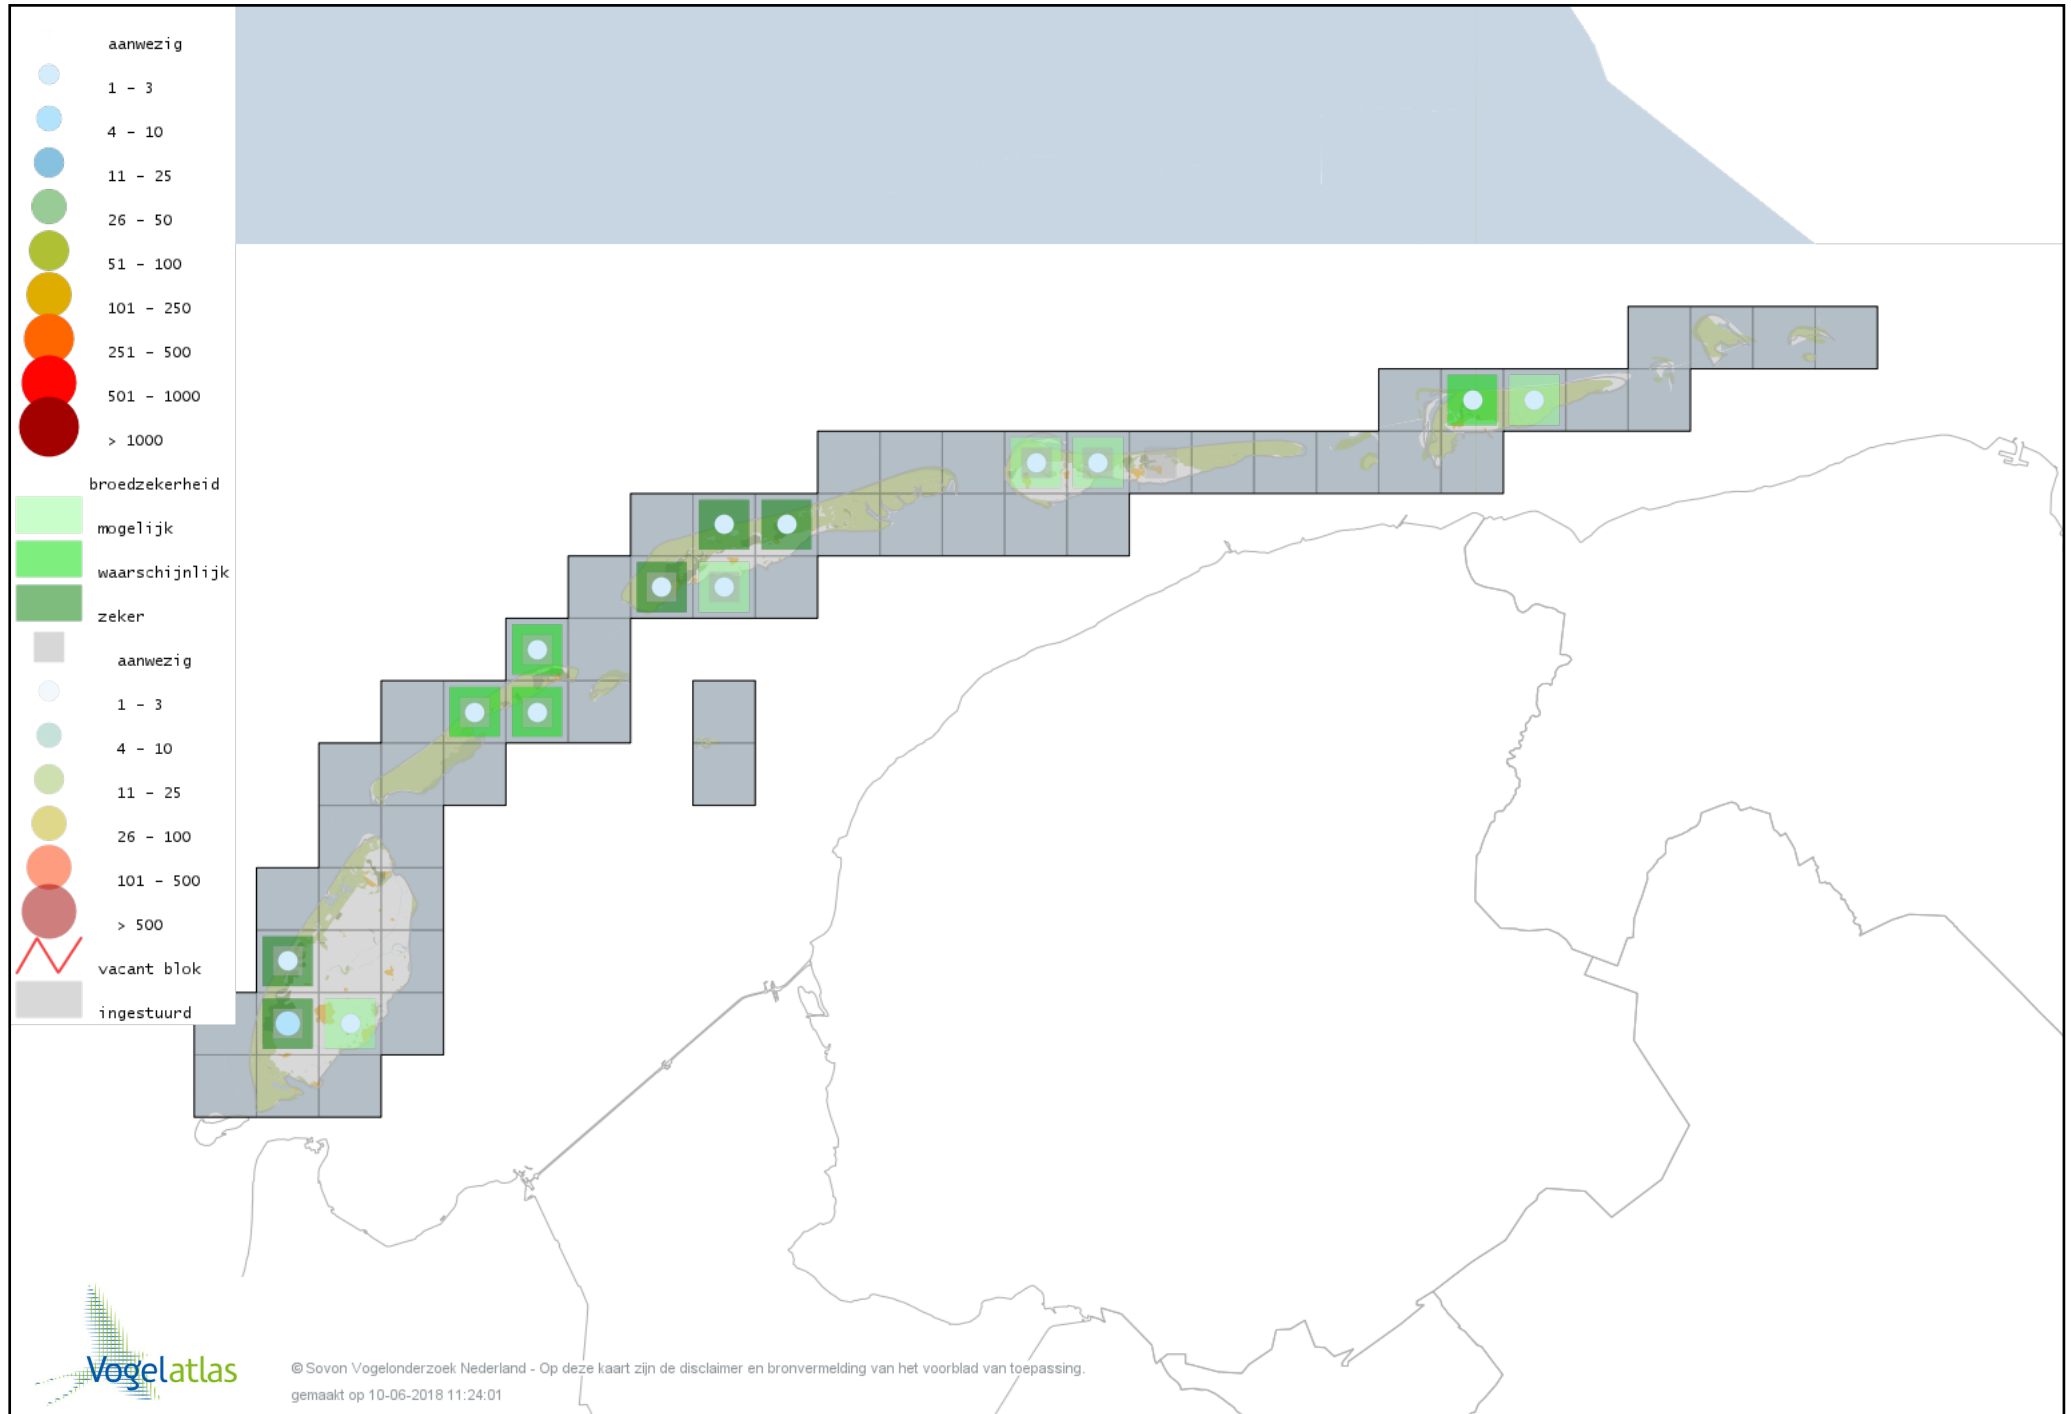 aanwezig
1 - 3
4 - 10
11 - 25
26 - 50
51 - 100
101 - 250
251 - 500
501 - 1000
> 1000
broedzekerheid
mogelijk
waarschijnlijk
zeker
aanwezig
1 - 3
4 - 10
11 - 25
26 - 100
101 - 500
> 500
vacant blok
ingestuurd
Vogelatlas
© Sovon Vogelonderzoek Nederland - Op deze kaart zijn de disclaimer en bronvermelding van het voorblad van toepassing.
gemaakt op 10-06-2018 11:24:01